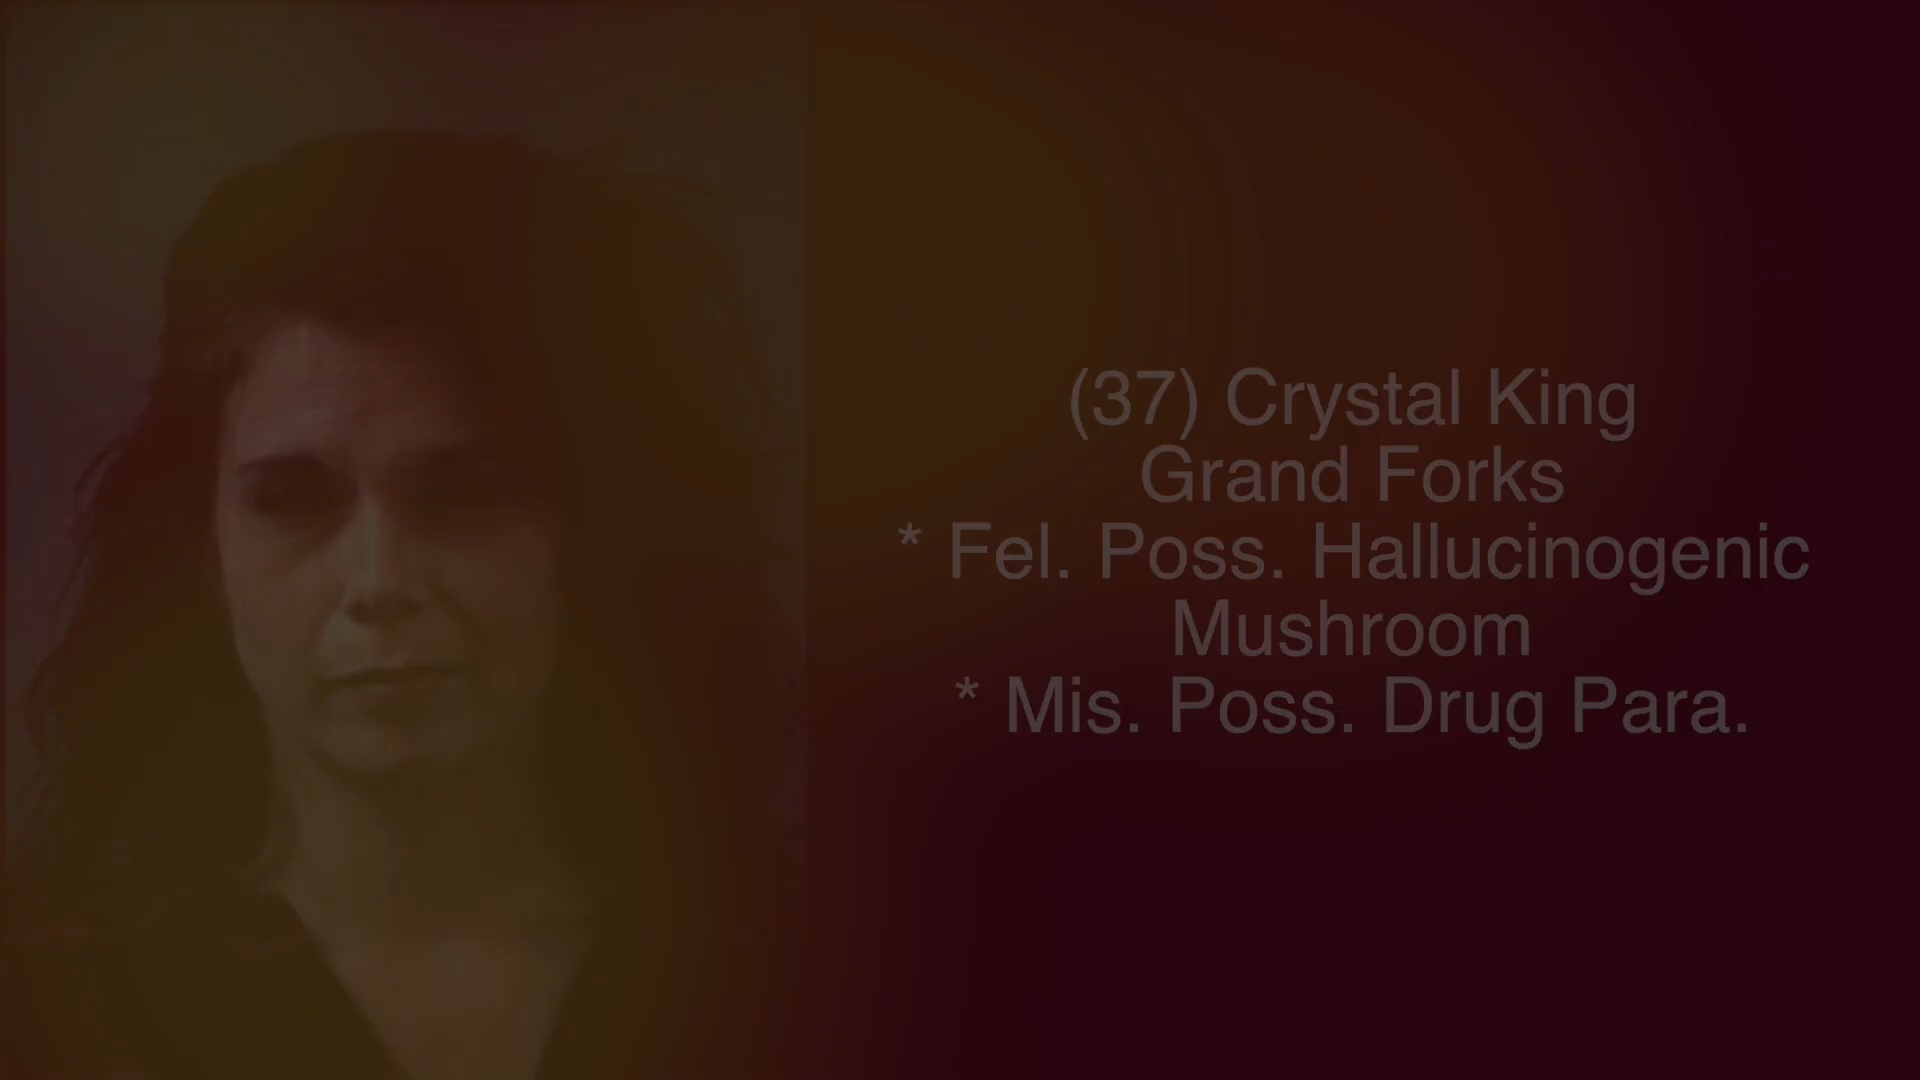 (37) Crystal King
Grand Forks
* Fel. Poss. Hallucinogenic
Mushroom
* Mis. Poss. Drug Para.